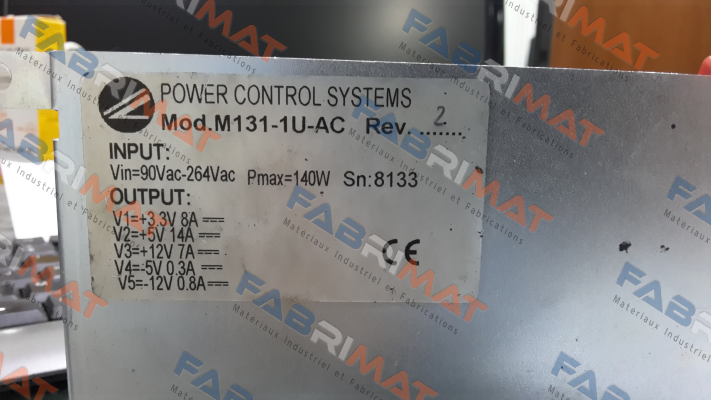 POWER CONTROL SYSTEMS
Mod.M131-1U-AC Rev. 2
INPUT:
Vin=90Vac-264Vac Pmax=140W Sn:8133
OUTPUT:
V1=+3.3V 8A
V2=+5V 14A
V3=+12V 7A
V4=-5V 0.3A
V5=-12V 0.8A
CE
FABRIMAT
Materiaux Industriel et Fabrications